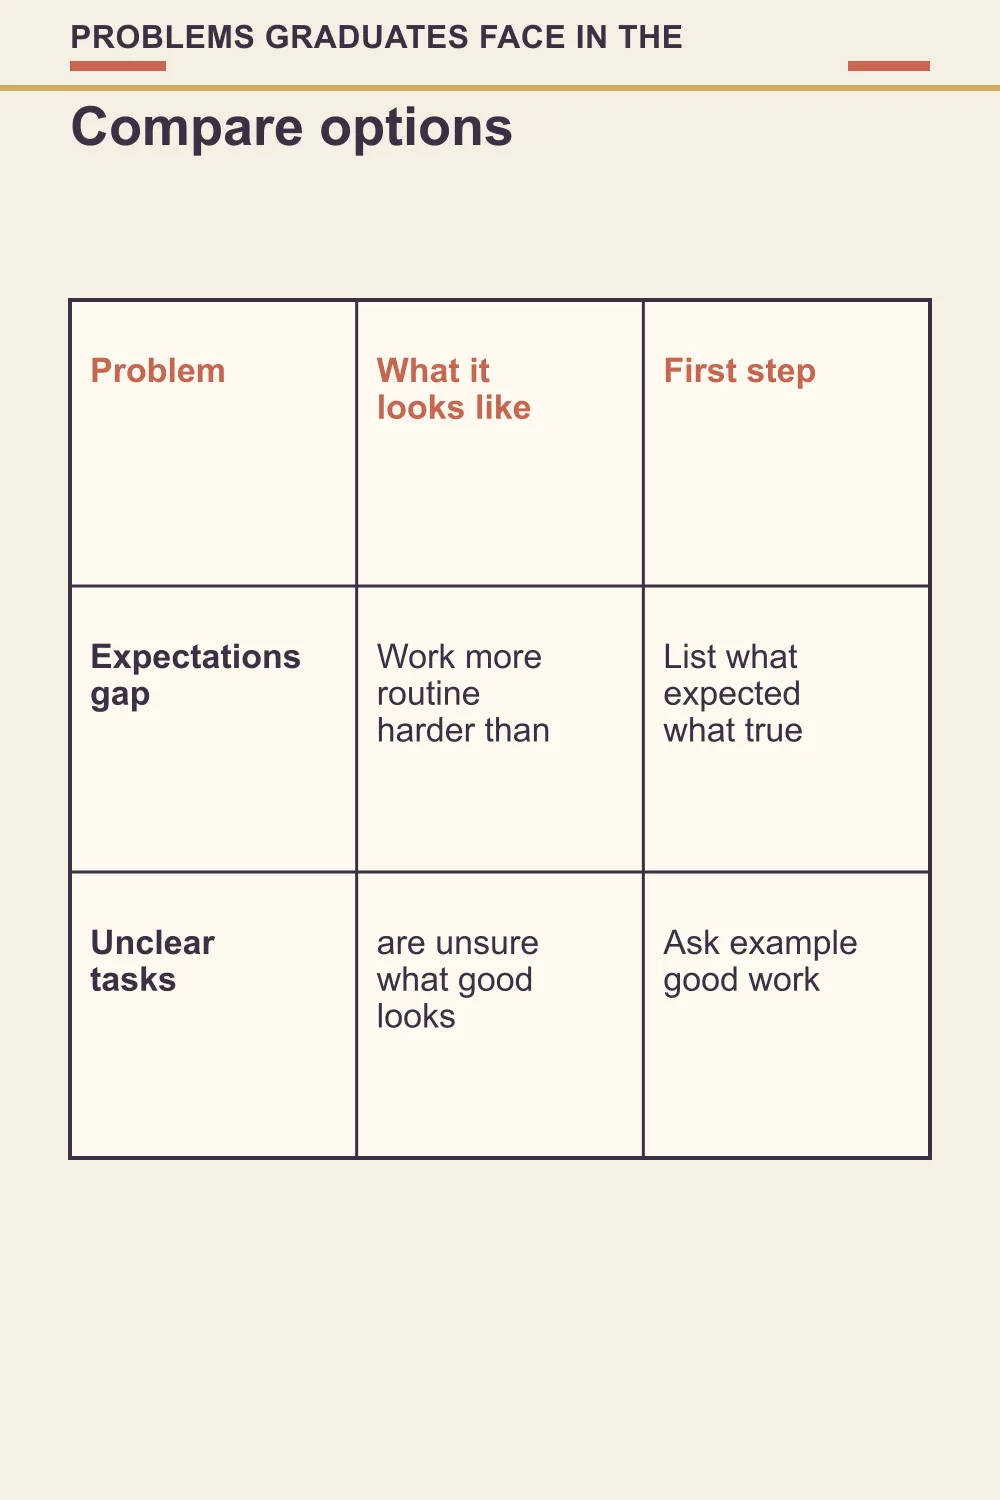 PROBLEMS GRADUATES FACE IN THE
Compare options
Problem
What it
looks like
First step
Expectations
gap
Work more
routine
harder than
List what
expected
what true
Unclear
tasks
are unsure
what good
looks
Ask example
good work